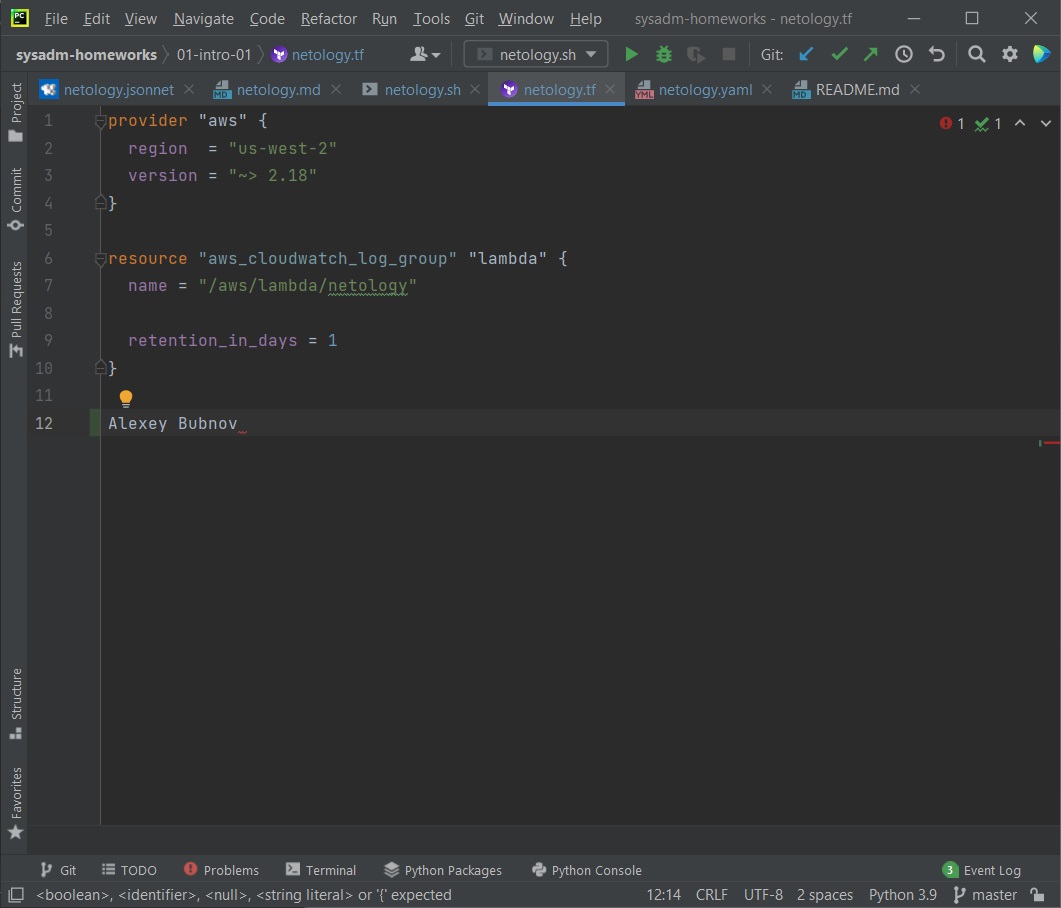 File Edit View Navigate Code Refactor Run Tools Git Window Help sysadm-homeworks - netology.tf
sysadm-homeworks 01-intro-01 netology.tf netology.sh Git:
netology.jsonnet netology.md netology.sh netology.tf netology.yaml README.md
Project
Commit
Pull Requests
Structure
Favorites
1 provider "aws" { 1 1
2 region = "us-west-2"
3 version = "~> 2.18"
4 }
5
6 resource "aws_cloudwatch_log_group" "lambda" {
7 name = "/aws/lambda/netology"
8
9 retention_in_days = 1
10 }
11
12 Alexey Bubnov
Git TODO Problems Terminal Python Packages Python Console 3 Event Log
<boolean>, <identifier>, <null>, <string literal> or '{' expected 12:14 CRLF UTF-8 2 spaces Python 3.9 master